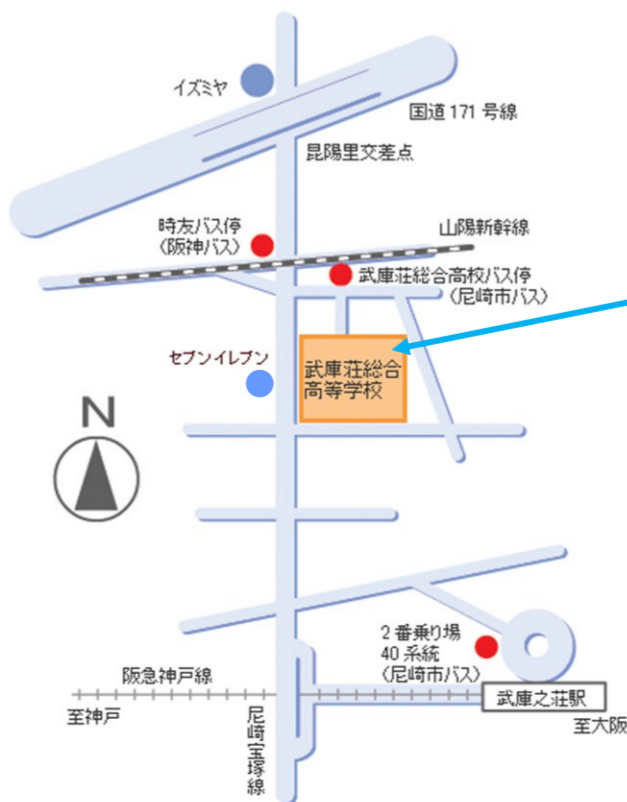 イズミヤ
国道171号線
昆陽里交差点
時友バス停
(阪神バス)
山陽新幹線
武庫荘総合高校バス停
(尼崎市バス)
セブンイレブン
武庫荘総合
高等学校
N
2番乗り場
40系統
(尼崎市バス)
阪急神戸線
至神戸
尼崎宝塚線
武庫之荘駅
至大阪